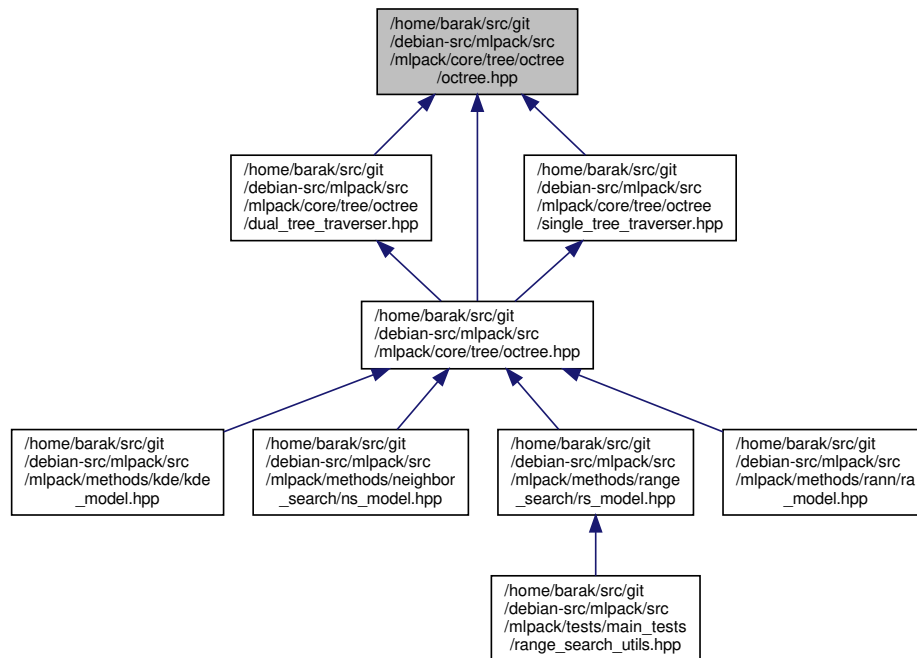 /home/barak/src/git
/debian-src/mlpack/src
/mlpack/core/tree/octree
/octree.hpp
/home/barak/src/git
/debian-src/mlpack/src
/mlpack/core/tree/octree
/dual_tree_traverser.hpp
/home/barak/src/git
/debian-src/mlpack/src
/mlpack/core/tree/octree
/single_tree_traverser.hpp
/home/barak/src/git
/debian-src/mlpack/src
/mlpack/core/tree/octree.hpp
/home/barak/src/git
/debian-src/mlpack/src
/mlpack/methods/kde/kde
_model.hpp
/home/barak/src/git
/debian-src/mlpack/src
/mlpack/methods/neighbor
_search/ns_model.hpp
/home/barak/src/git
/debian-src/mlpack/src
/mlpack/methods/range
_search/rs_model.hpp
/home/barak/src/git
/debian-src/mlpack/src
/mlpack/methods/rann/ra
_model.hpp
/home/barak/src/git
/debian-src/mlpack/src
/mlpack/tests/main_tests
/range_search_utils.hpp